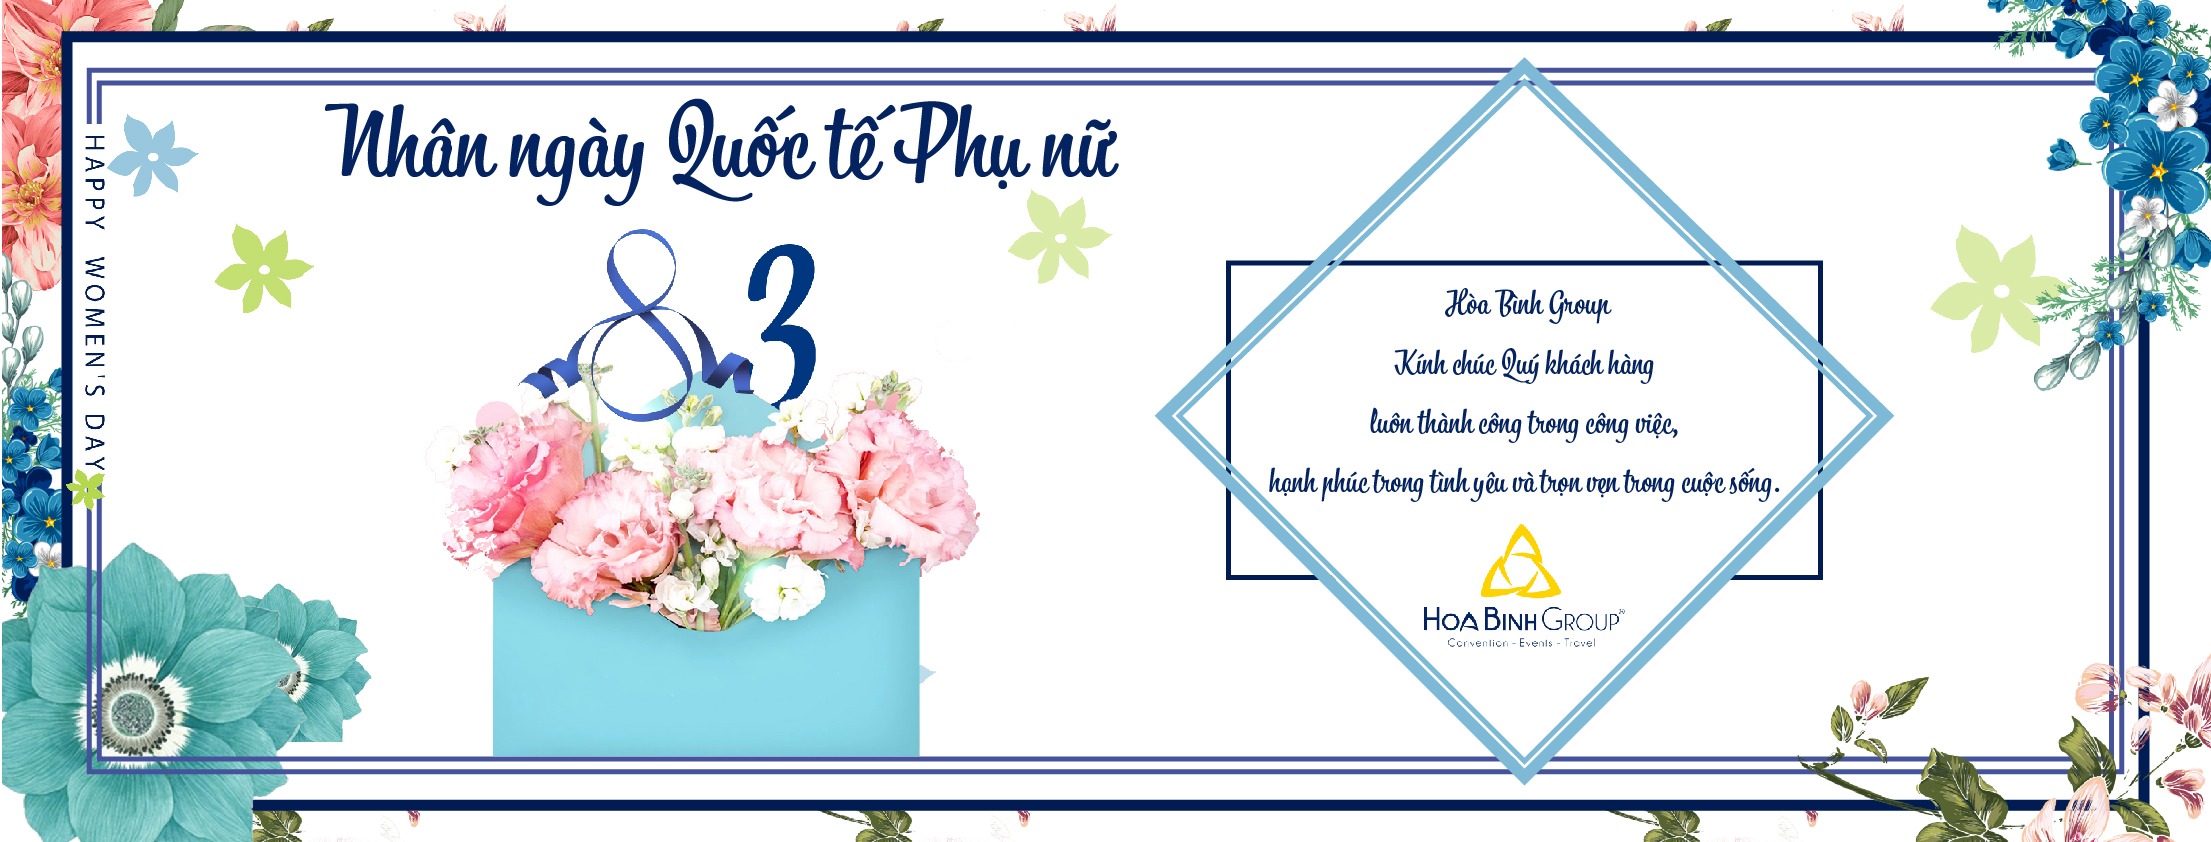 HAPPY WOMEN'S DAY
Nhân ngày Quốc tế Phụ nữ
8 3
Hòa Bình Group
Kính chúc Quý khách hàng
luôn thành công trong công việc,
hạnh phúc trong tình yêu và trọn vẹn trong cuộc sống.
HOA BINH GROUP®
Convention - Events - Travel